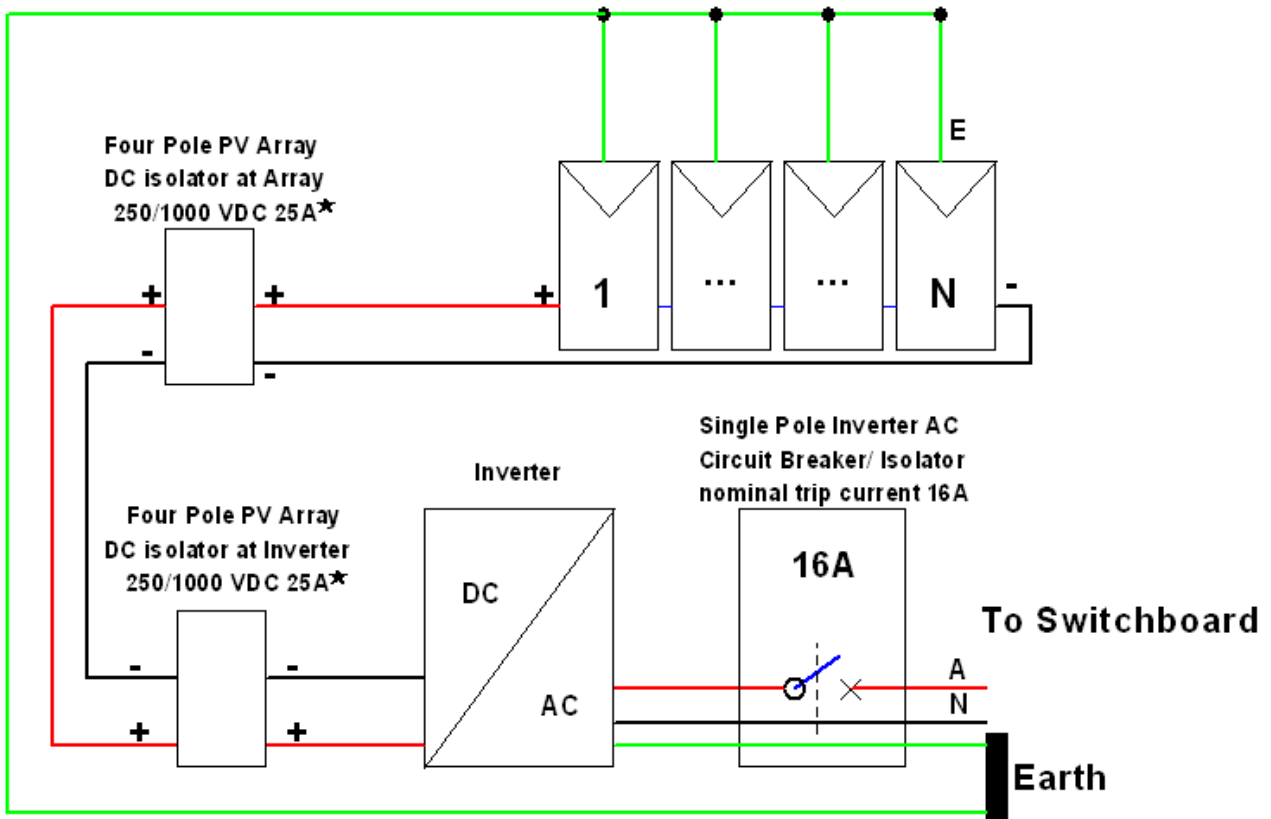 E
Four Pole PV Array
DC isolator at Array
250/1000 VDC 25A★
1
...
...
N
+
+
+
-
-
-
Single Pole Inverter AC
Circuit Breaker/ Isolator
nominal trip current 16A
Inverter
Four Pole PV Array
DC isolator at Inverter
250/1000 VDC 25A★
16A
DC
To Switchboard
-
-
A
AC
N
+
+
Earth